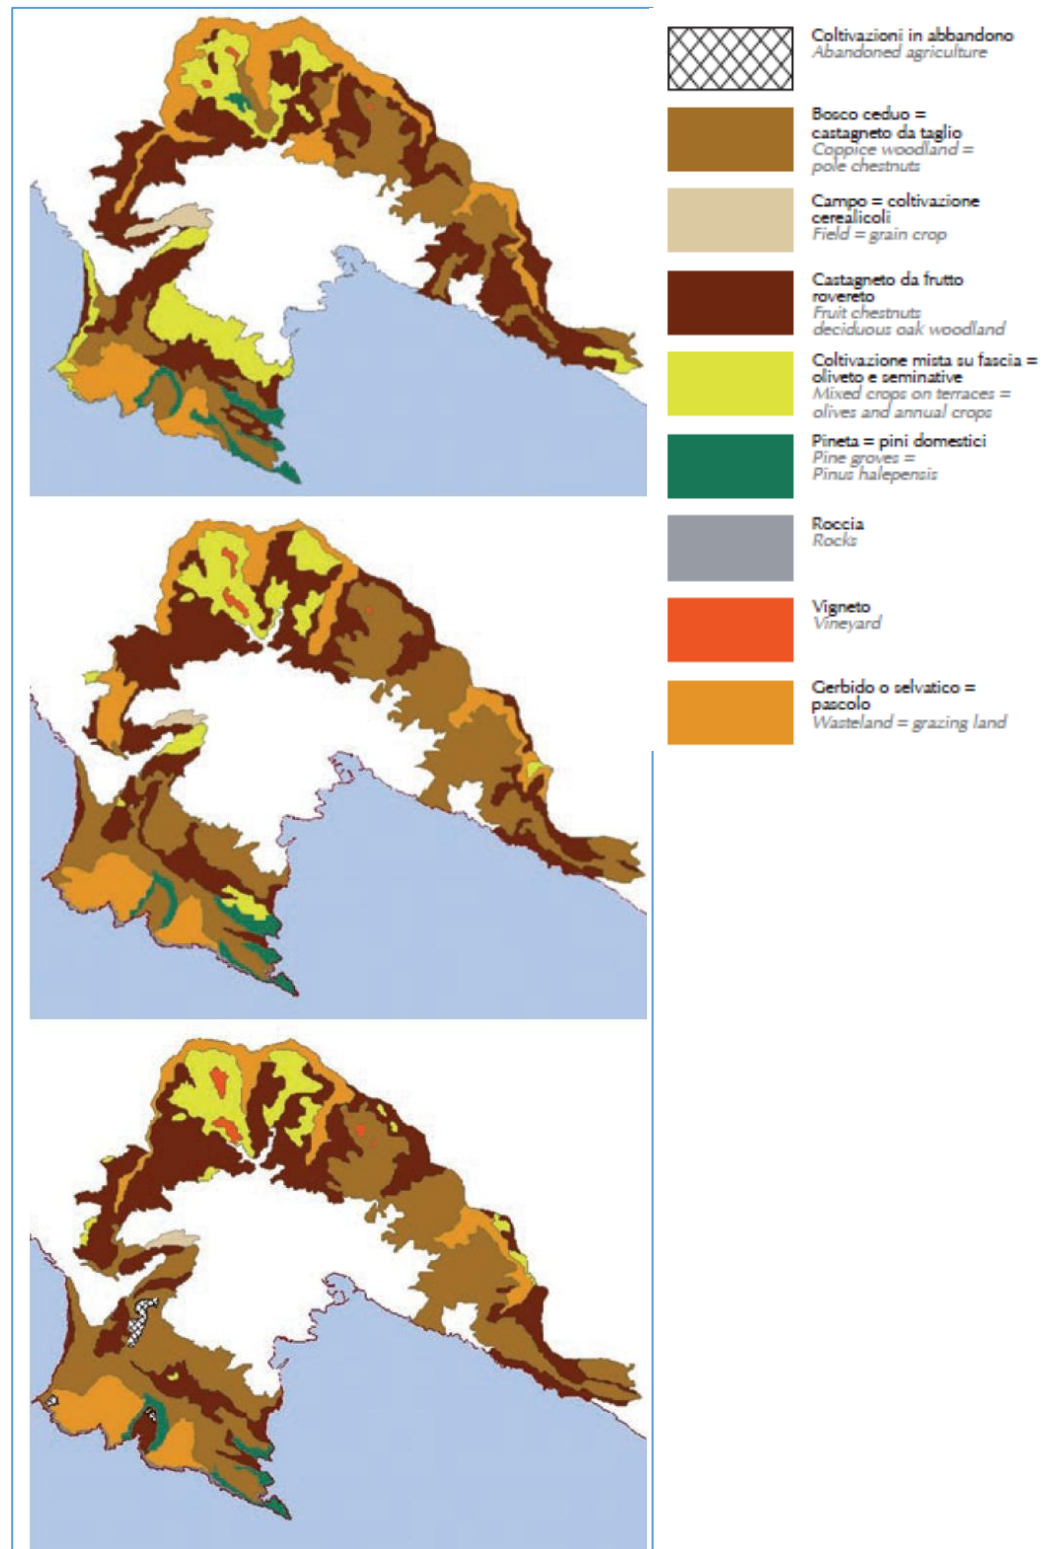 Coltivazioni in abbandono
Abandoned agriculture
Bosco ceduo =
castagneto da taglio
Coppice woodland =
pole chestnuts
Campo = coltivazione
cerealicoli
Field = grain crop
Castagneto da frutto
rovereto
Fruit chestnuts
deciduous oak woodland
Coltivazione mista su fascia =
oliveto e seminative
Mixed crops on terraces =
olives and annual crops
Pineta = pini domestici
Pine groves =
Pinus halepensis
Roccia
Rocks
Vigneto
Vineyard
Gerbido o selvatico =
pascolo
Wasteland = grazing land